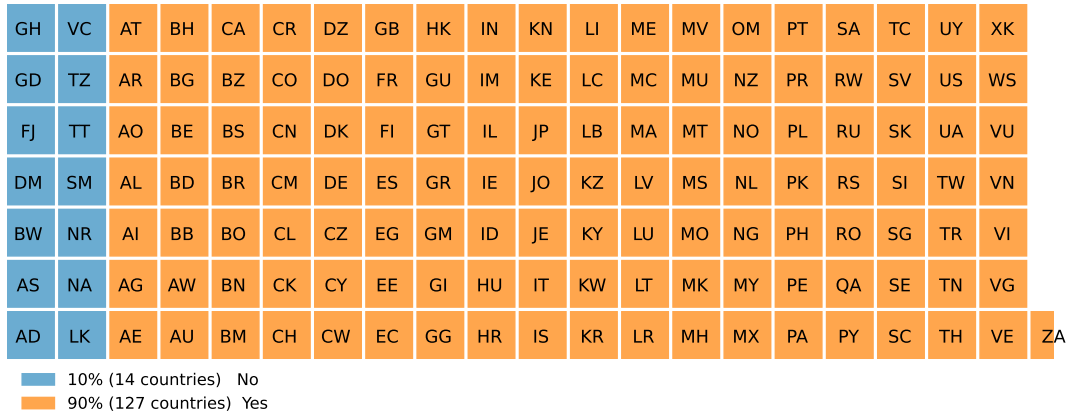 GH VC AT BH CA CR DZ GB HK IN KN LI ME MV OM PT SA TC UY XK
GD TZ AR BG BZ CO DO FR GU IM KE LC MC MU NZ PR RW SV US WS
FJ TT AO BE BS CN DK FI GT IL JP LB MA MT NO PL RU SK UA VU
DM SM AL BD BR CM DE ES GR IE JO KZ LV MS NL PK RS SI TW VN
BW NR AI BB BO CL CZ EG GM ID JE KY LU MO NG PH RO SG TR VI
AS NA AG AW BN CK CY EE GI HU IT KW LT MK MY PE QA SE TN VG
AD LK AE AU BM CH CW EC GG HR IS KR LR MH MX PA PY SC TH VE ZA
10% (14 countries) No
90% (127 countries) Yes